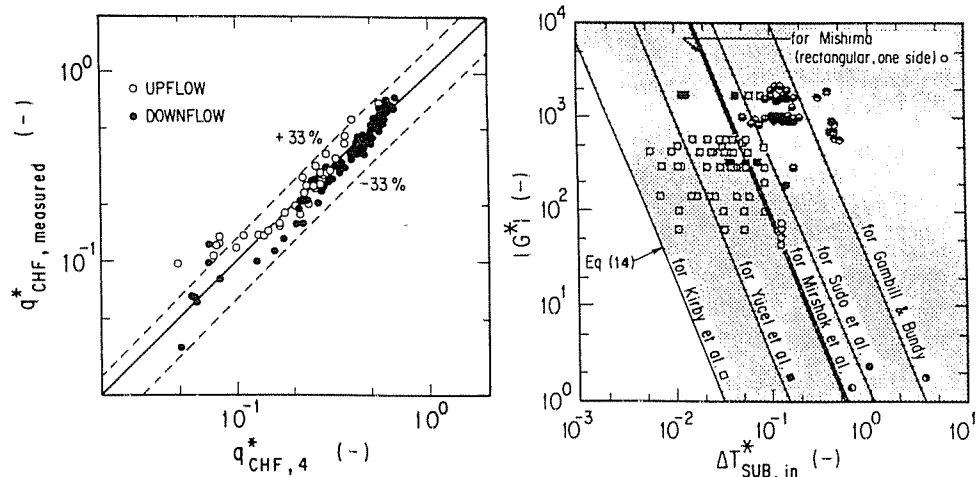 10⁰
○ UPFLOW
● DOWNFLOW
+33%
-33%
10⁻¹
q*CHF, measured (-)
10⁻¹
10⁰
q*CHF, 4 (-)
10⁴
10³
10²
10¹
10⁰
|G*| (-)
for Mishima
(rectangular, one side)
Eq (14)
for Kirby et al.
for Yucel et al.
for Mirshak et al.
for Sudo et al.
for Gambill & Bundy
10⁻³
10⁻²
10⁻¹
10⁰
10¹
ΔT*SUB, in (-)